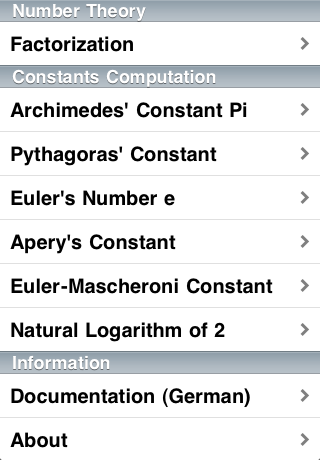 Number Theory
Factorization
Constants Computation
Archimedes' Constant Pi
Pythagoras' Constant
Euler's Number e
Apery's Constant
Euler-Mascheroni Constant
Natural Logarithm of 2
Information
Documentation (German)
About